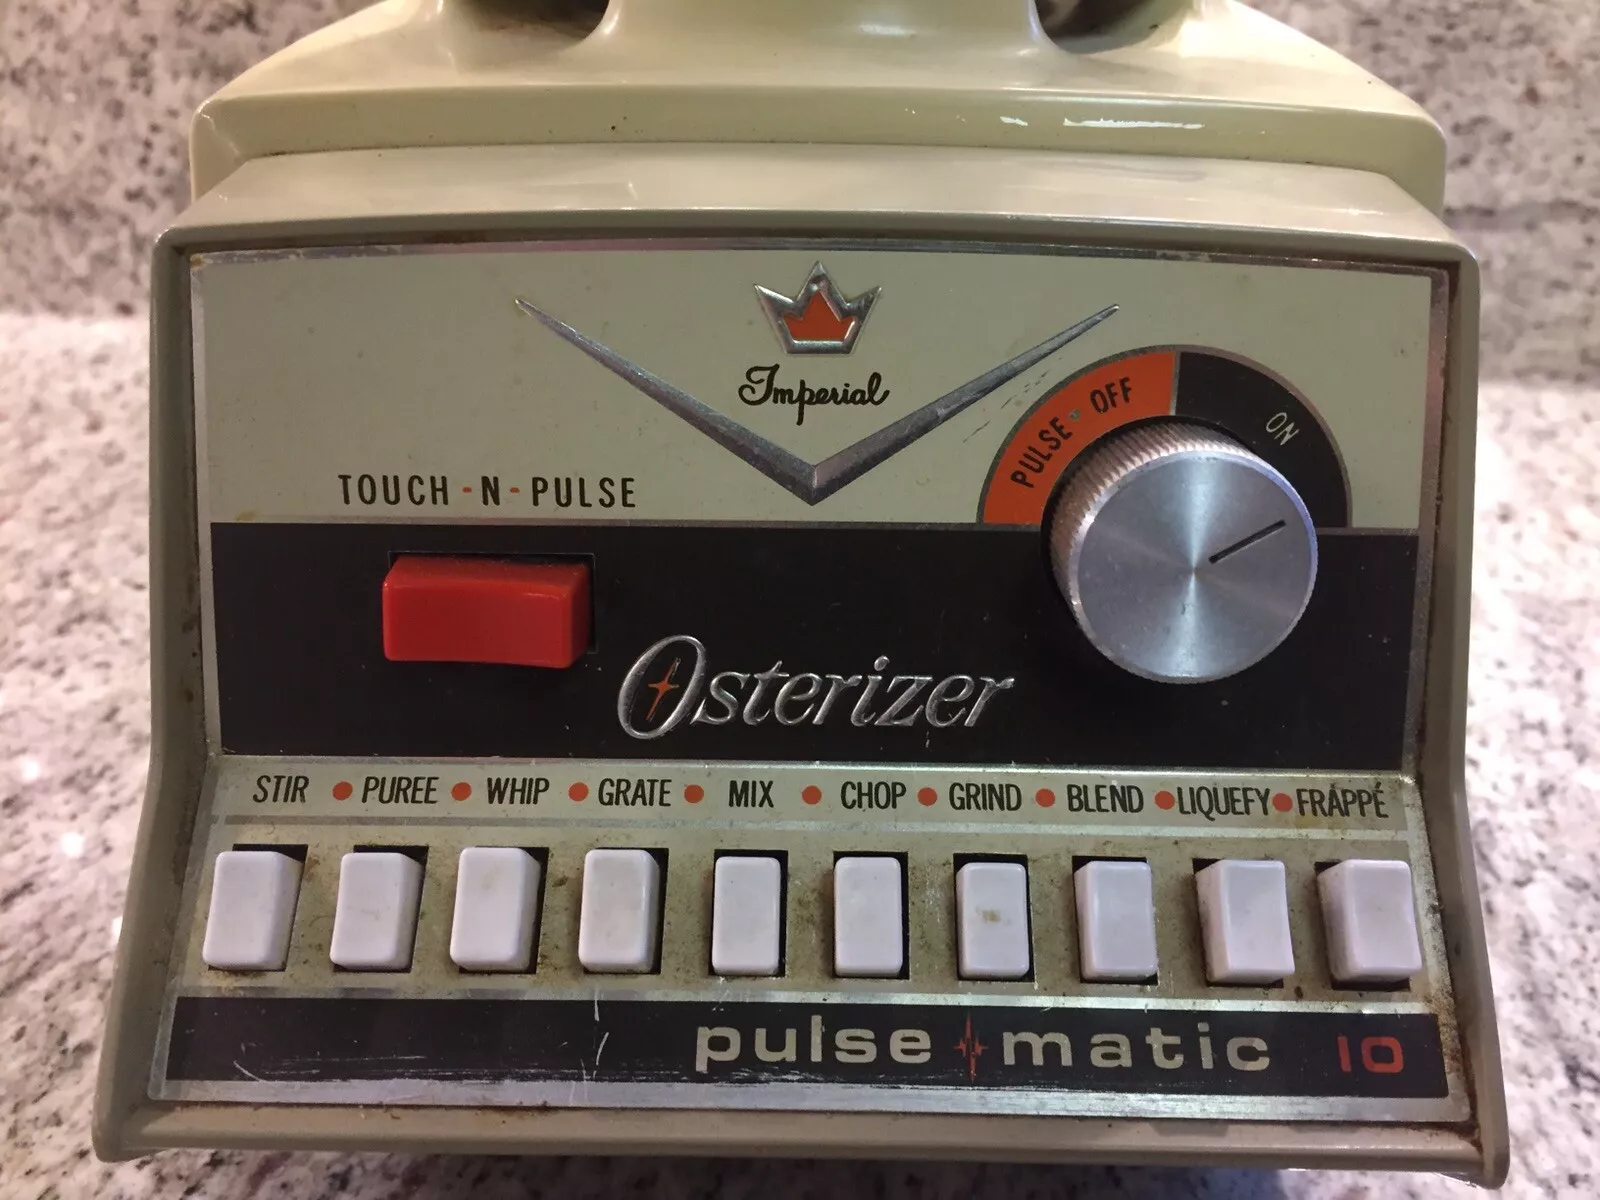 Imperial
PULSE • OFF
ON
TOUCH-N-PULSE
Osterizer
STIR • PUREE • WHIP • GRATE • MIX • CHOP • GRIND • BLEND • LIQUEFY • FRÁPPÉ
pulse matic 10